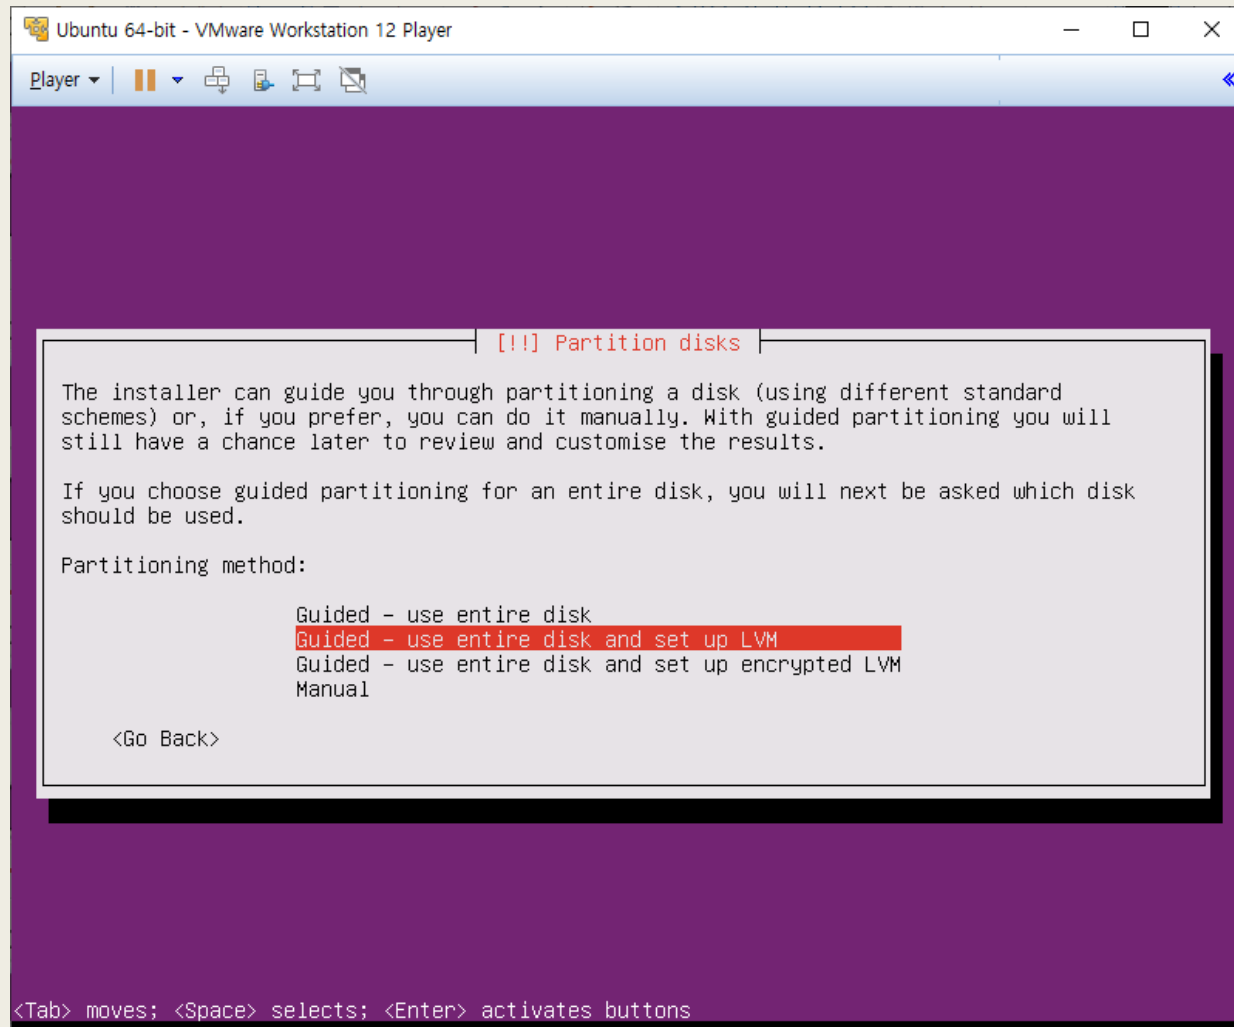 Ubuntu 64-bit - VMware Workstation 12 Player
Player
[!!] Partition disks
The installer can guide you through partitioning a disk (using different standard
schemes) or, if you prefer, you can do it manually. With guided partitioning you will
still have a chance later to review and customise the results.
If you choose guided partitioning for an entire disk, you will next be asked which disk
should be used.
Partitioning method:
Guided - use entire disk
Guided - use entire disk and set up LVM
Guided - use entire disk and set up encrypted LVM
Manual
<Go Back>
<Tab> moves; <Space> selects; <Enter> activates buttons